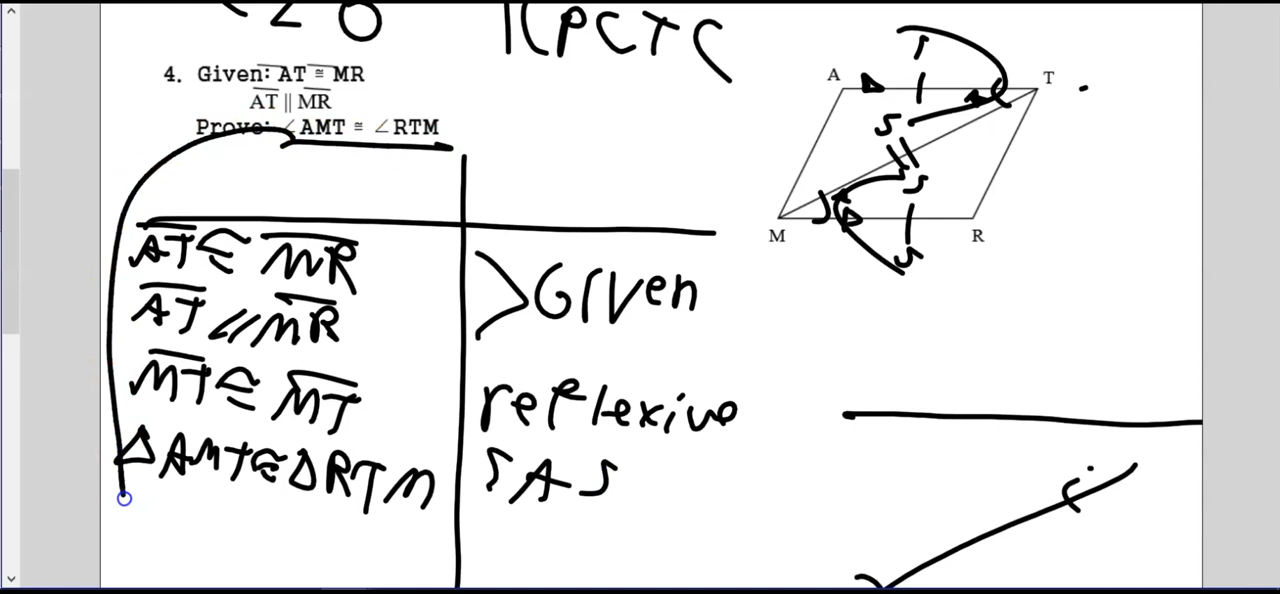 CPCTC
4. Given: AT ≅ MR
AT || MR
Prove: ∠AMT ≅ ∠RTM
A
T
M
R
S
S
AT ≅ MR
AT // MR
Given
MT ≅ MT
reflexive
△AMT ≅ △RTM
SAS